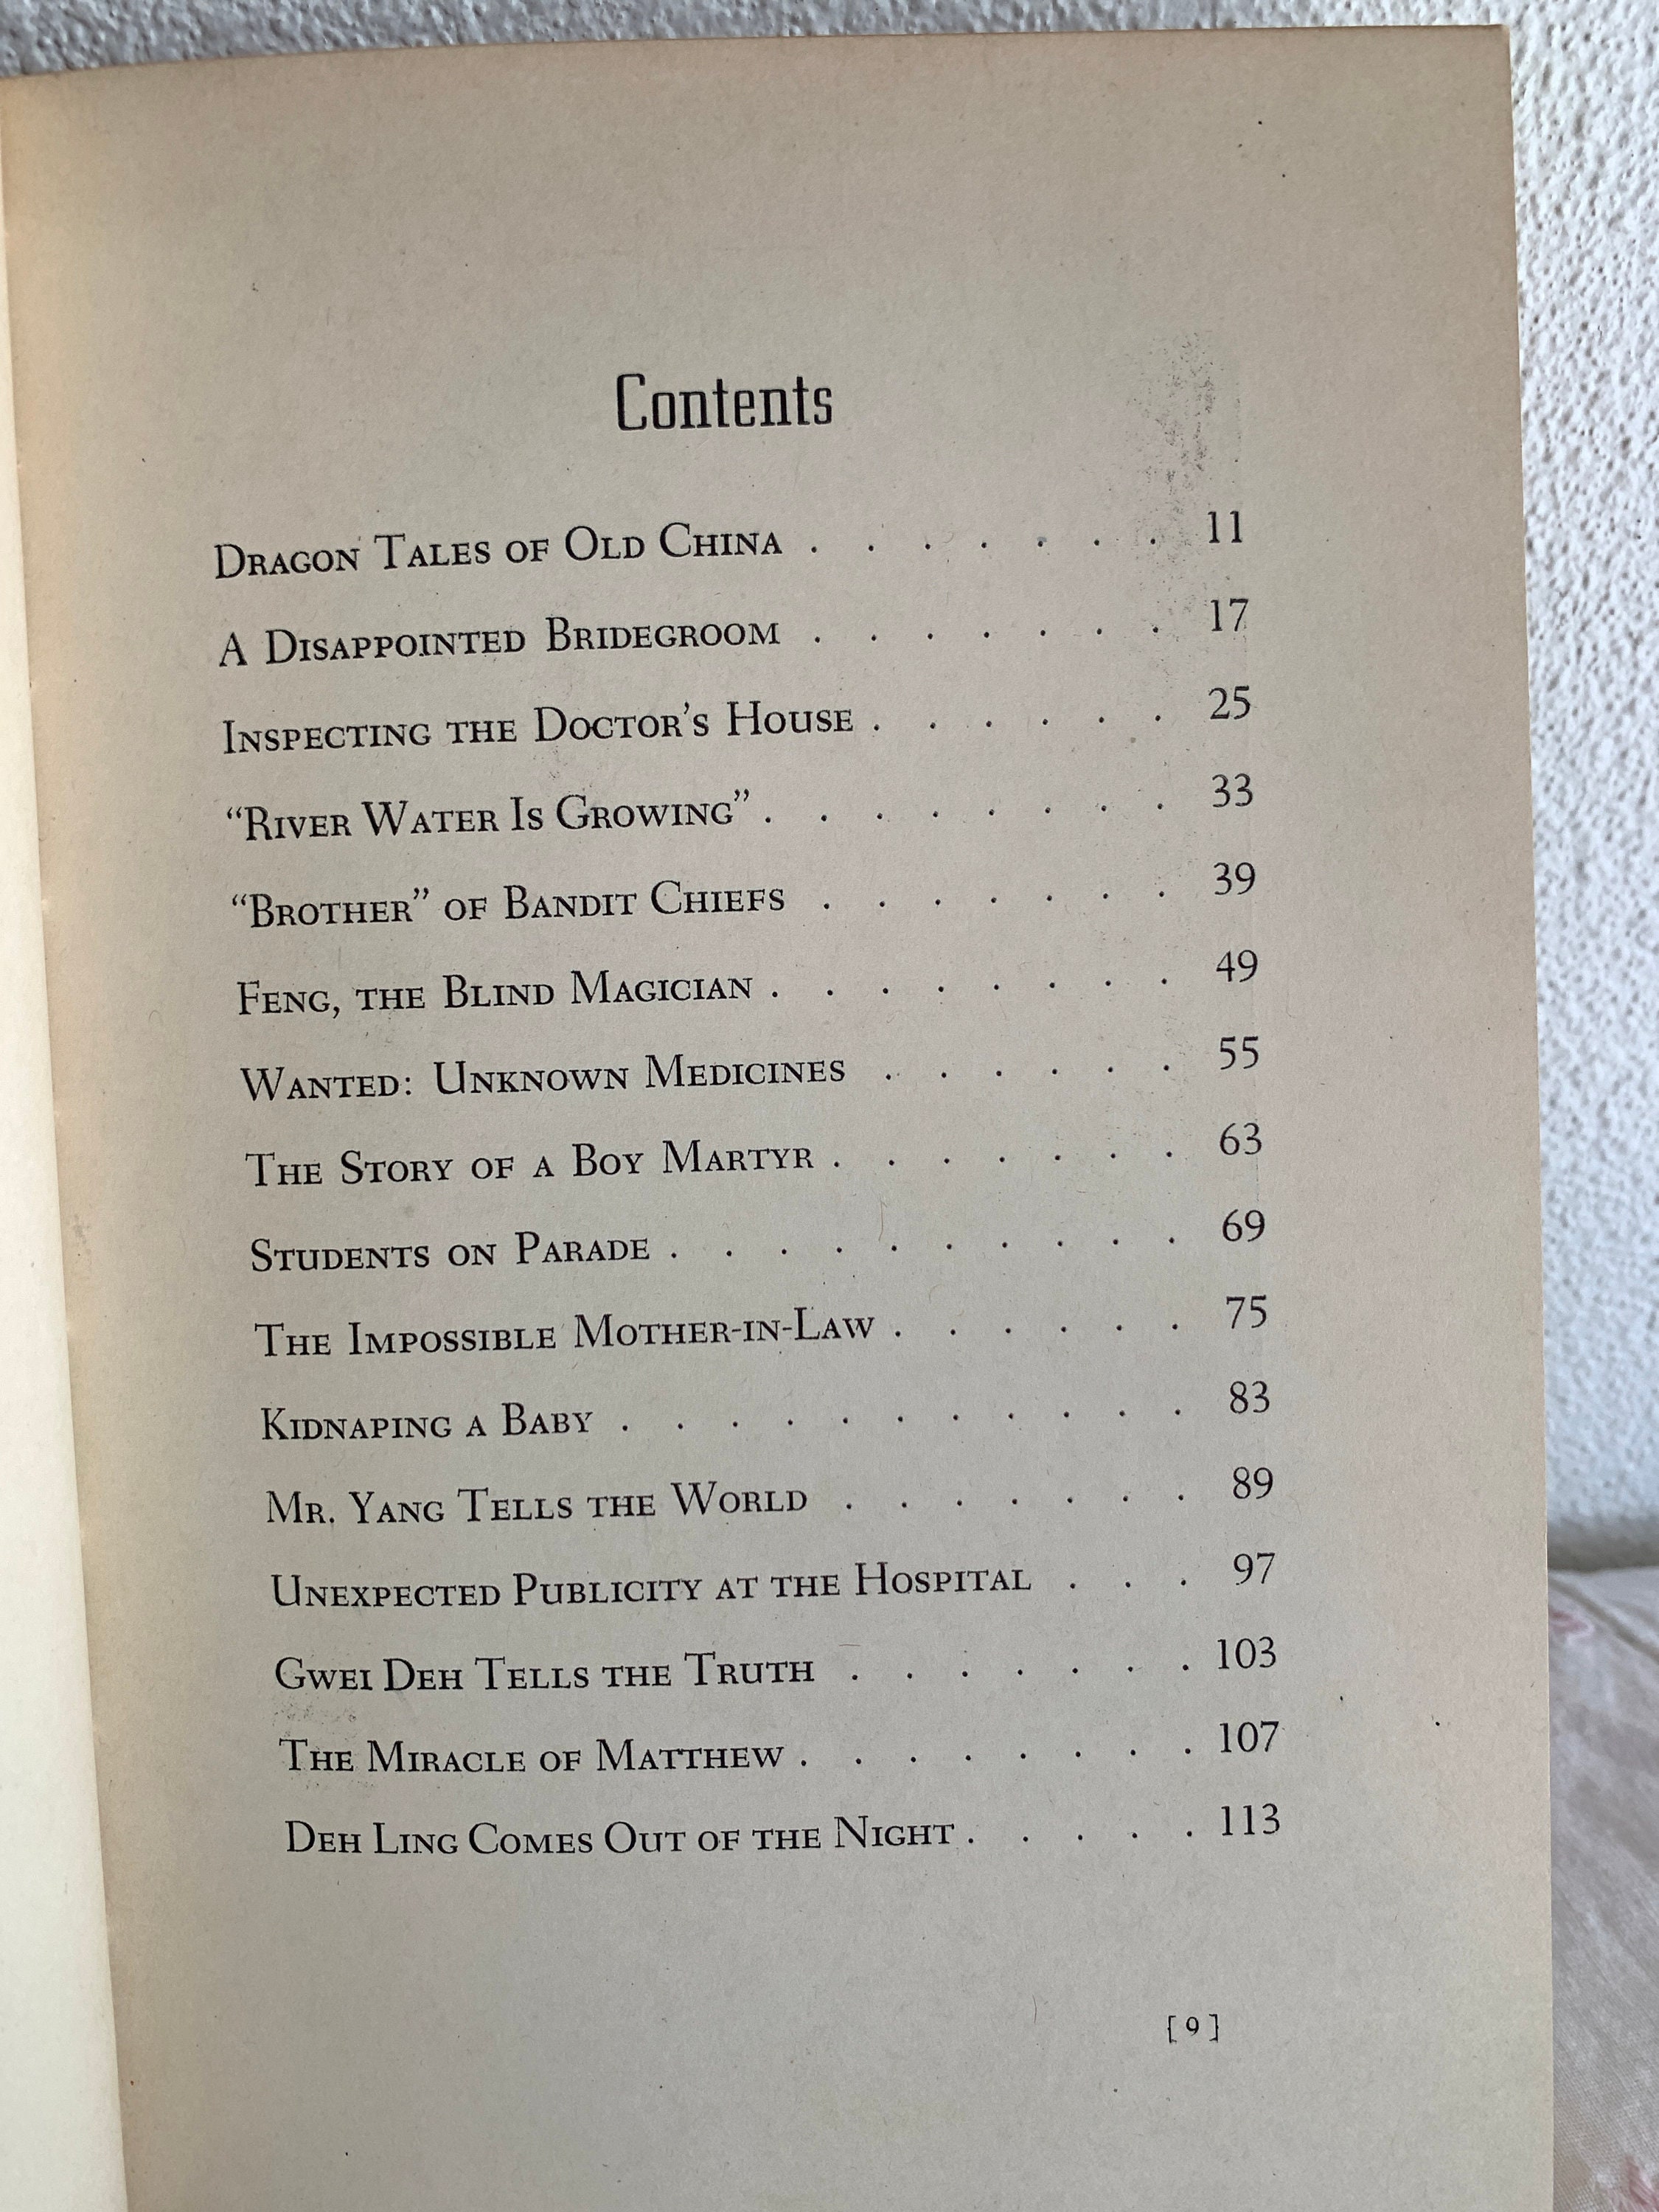 Contents
Dragon Tales of Old China . . . . . . . 11
A Disappointed Bridegroom . . . . . . . 17
Inspecting the Doctor's House . . . . . . 25
“River Water Is Growing” . . . . . . . . 33
“Brother” of Bandit Chiefs . . . . . . . 39
Feng, the Blind Magician . . . . . . . . 49
Wanted: Unknown Medicines . . . . . . 55
The Story of a Boy Martyr . . . . . . . 63
Students on Parade . . . . . . . . . . 69
The Impossible Mother-in-Law . . . . . . 75
Kidnaping a Baby . . . . . . . . . . . 83
Mr. Yang Tells the World . . . . . . . 89
Unexpected Publicity at the Hospital . . . 97
Gwei Deh Tells the Truth . . . . . . . 103
The Miracle of Matthew . . . . . . . . 107
Deh Ling Comes Out of the Night . . . . . 113
[ 9 ]